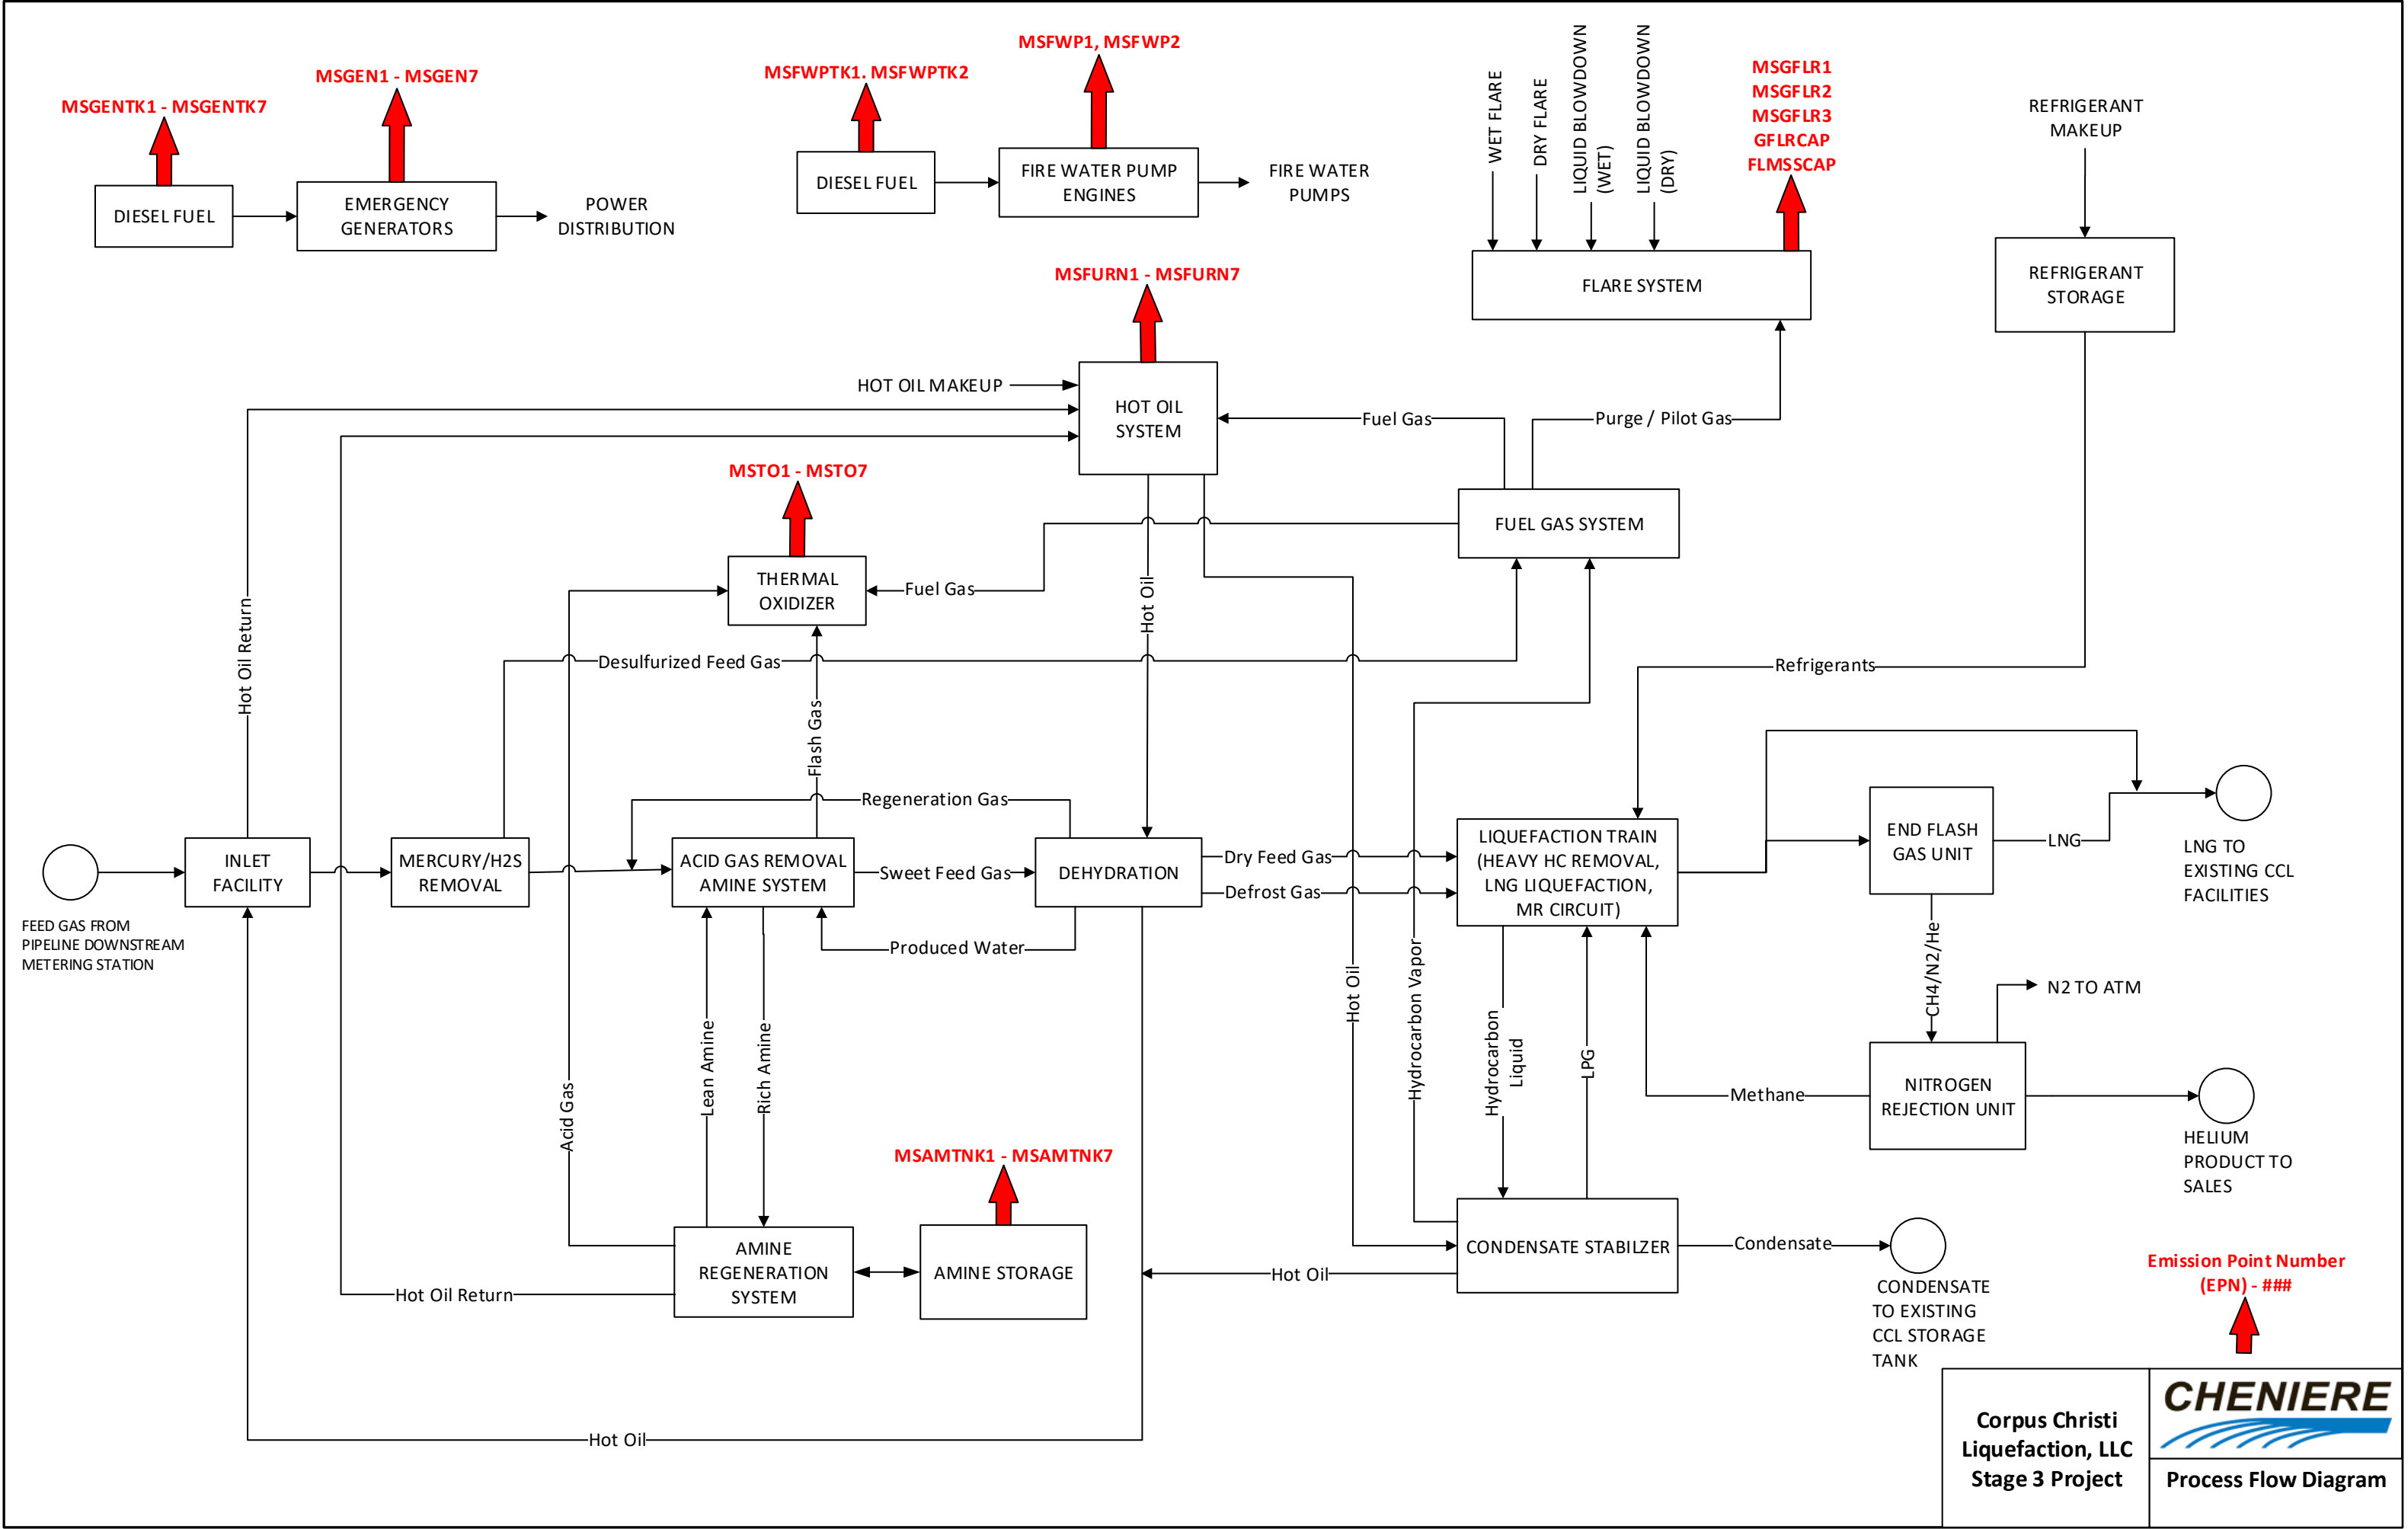 MSGENTK1 - MSGENTK7
MSGEN1 - MSGEN7
DIESEL FUEL
EMERGENCY
GENERATORS
POWER
DISTRIBUTION
MSFWPTK1. MSFWPTK2
MSFWP1, MSFWP2
DIESEL FUEL
FIRE WATER PUMP
ENGINES
FIRE WATER
PUMPS
WET FLARE
DRY FLARE
LIQUID BLOWDOWN
(WET)
LIQUID BLOWDOWN
(DRY)
MSGFLR1
MSGFLR2
MSGFLR3
GFLRCAP
FLMSSCAP
FLARE SYSTEM
REFRIGERANT
MAKEUP
REFRIGERANT
STORAGE
MSFURN1 - MSFURN7
HOT OIL MAKEUP
HOT OIL
SYSTEM
Fuel Gas
Purge / Pilot Gas
MSTO1 - MSTO7
FUEL GAS SYSTEM
THERMAL
OXIDIZER
Fuel Gas
Hot Oil
Hot Oil Return
Desulfurized Feed Gas
Refrigerants
Flash Gas
Regeneration Gas
INLET
FACILITY
MERCURY/H2S
REMOVAL
ACID GAS REMOVAL
AMINE SYSTEM
Sweet Feed Gas
DEHYDRATION
Dry Feed Gas
Defrost Gas
LIQUEFACTION TRAIN
(HEAVY HC REMOVAL,
LNG LIQUEFACTION,
MR CIRCUIT)
END FLASH
GAS UNIT
LNG
LNG TO
EXISTING CCL
FACILITIES
FEED GAS FROM
PIPELINE DOWNSTREAM
METERING STATION
Produced Water
CH4/N2/He
N2 TO ATM
Hot Oil
Hydrocarbon Vapor
Hydrocarbon
Liquid
LPG
Acid Gas
Lean Amine
Rich Amine
Methane
NITROGEN
REJECTION UNIT
HELIUM
PRODUCT TO
SALES
MSAMTNK1 - MSAMTNK7
AMINE
REGENERATION
SYSTEM
AMINE STORAGE
Hot Oil Return
Hot Oil
CONDENSATE STABILZER
Condensate
CONDENSATE
TO EXISTING
CCL STORAGE
TANK
Emission Point Number
(EPN) - ###
Hot Oil
Corpus Christi
Liquefaction, LLC
Stage 3 Project
CHENIERE
Process Flow Diagram